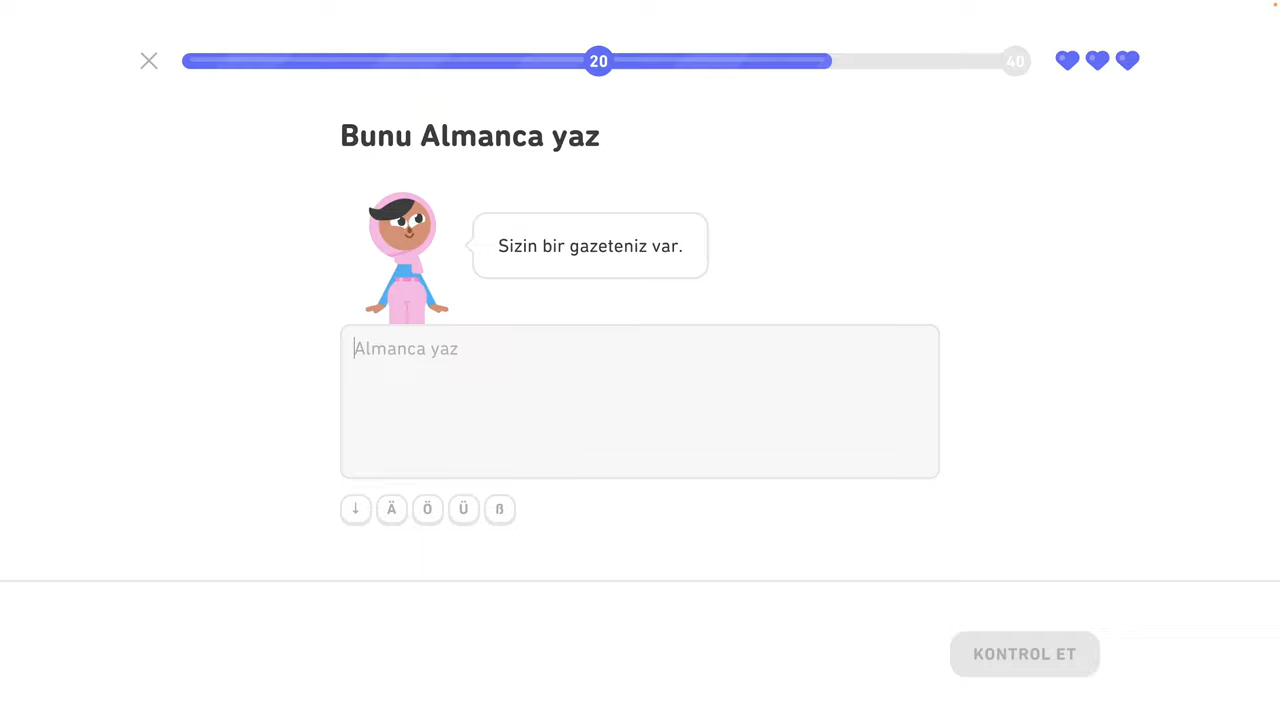 20
40
Bunu Almanca yaz
Sizin bir gazeteniz var.
Almanca yaz
↓ Ä Ö Ü ß
KONTROL ET